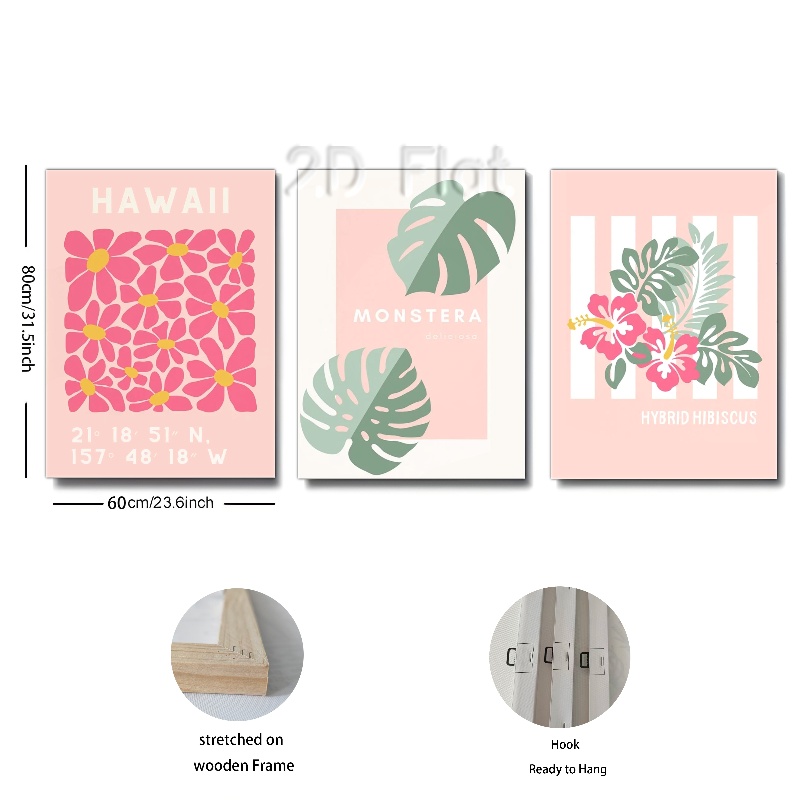 2D Flat
HAWAII
21° 18' 51" N,
157° 48' 18" W
MONSTERA
deliciosa
HYBRID HIBISCUS
80cm/31.5inch
60cm/23.6inch
stretched on
wooden Frame
Hook
Ready to Hang